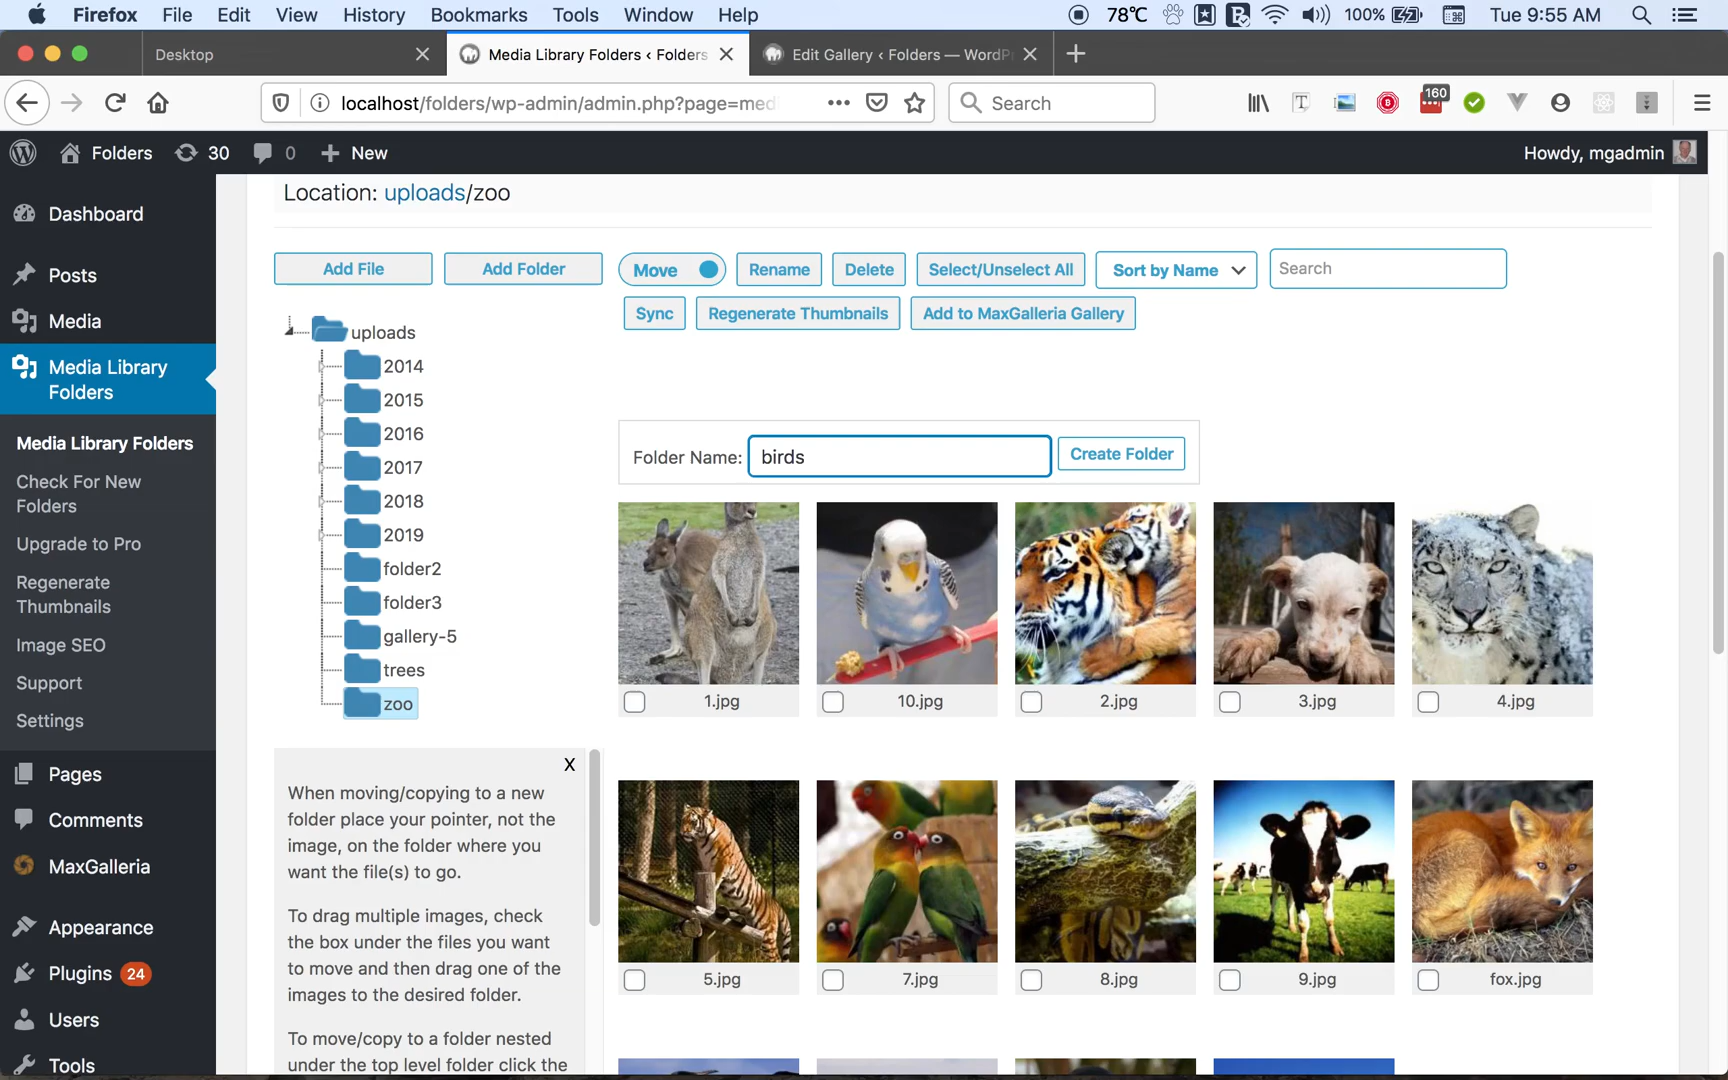 Firefox File Edit View History Bookmarks Tools Window Help 78℃ 100% Tue 9:55 AM
Desktop
Media Library Folders ‹ Folders
Edit Gallery ‹ Folders — WordPr
localhost/folders/wp-admin/admin.php?page=med
Search
160
Folders 30 0 New
Howdy, mgadmin
Dashboard
Posts
Media
Media Library
Folders
Media Library Folders
Check For New
Folders
Upgrade to Pro
Regenerate
Thumbnails
Image SEO
Support
Settings
Pages
Comments
MaxGalleria
Appearance
Plugins 24
Users
Tools
Location: uploads/zoo
Add File
Add Folder
Move
Rename
Delete
Select/Unselect All
Sort by Name
Search
Sync
Regenerate Thumbnails
Add to MaxGalleria Gallery
uploads
2014
2015
2016
2017
2018
2019
folder2
folder3
gallery-5
trees
zoo
X
When moving/copying to a new
folder place your pointer, not the
image, on the folder where you
want the file(s) to go.
To drag multiple images, check
the box under the files you want
to move and then drag one of the
images to the desired folder.
To move/copy to a folder nested
under the top level folder click the
Folder Name: birds
Create Folder
1.jpg
10.jpg
2.jpg
3.jpg
4.jpg
5.jpg
7.jpg
8.jpg
9.jpg
fox.jpg